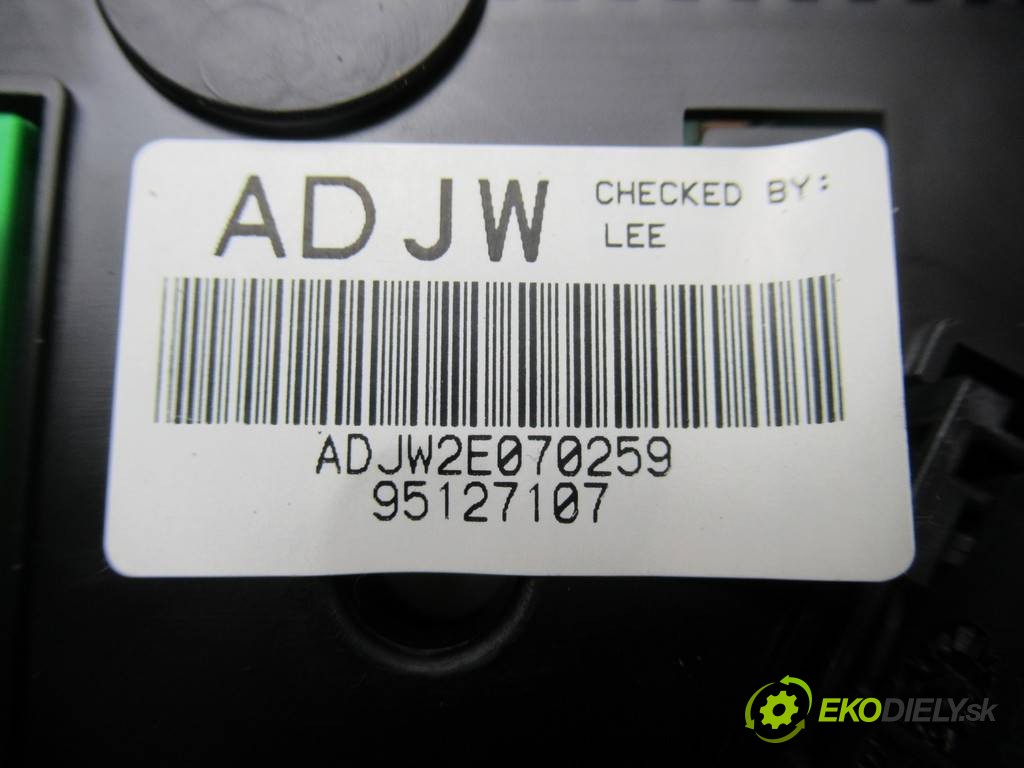 ADJW
CHECKED BY:
LEE
ADJW2E070259
95127107
EKODIELY.sk